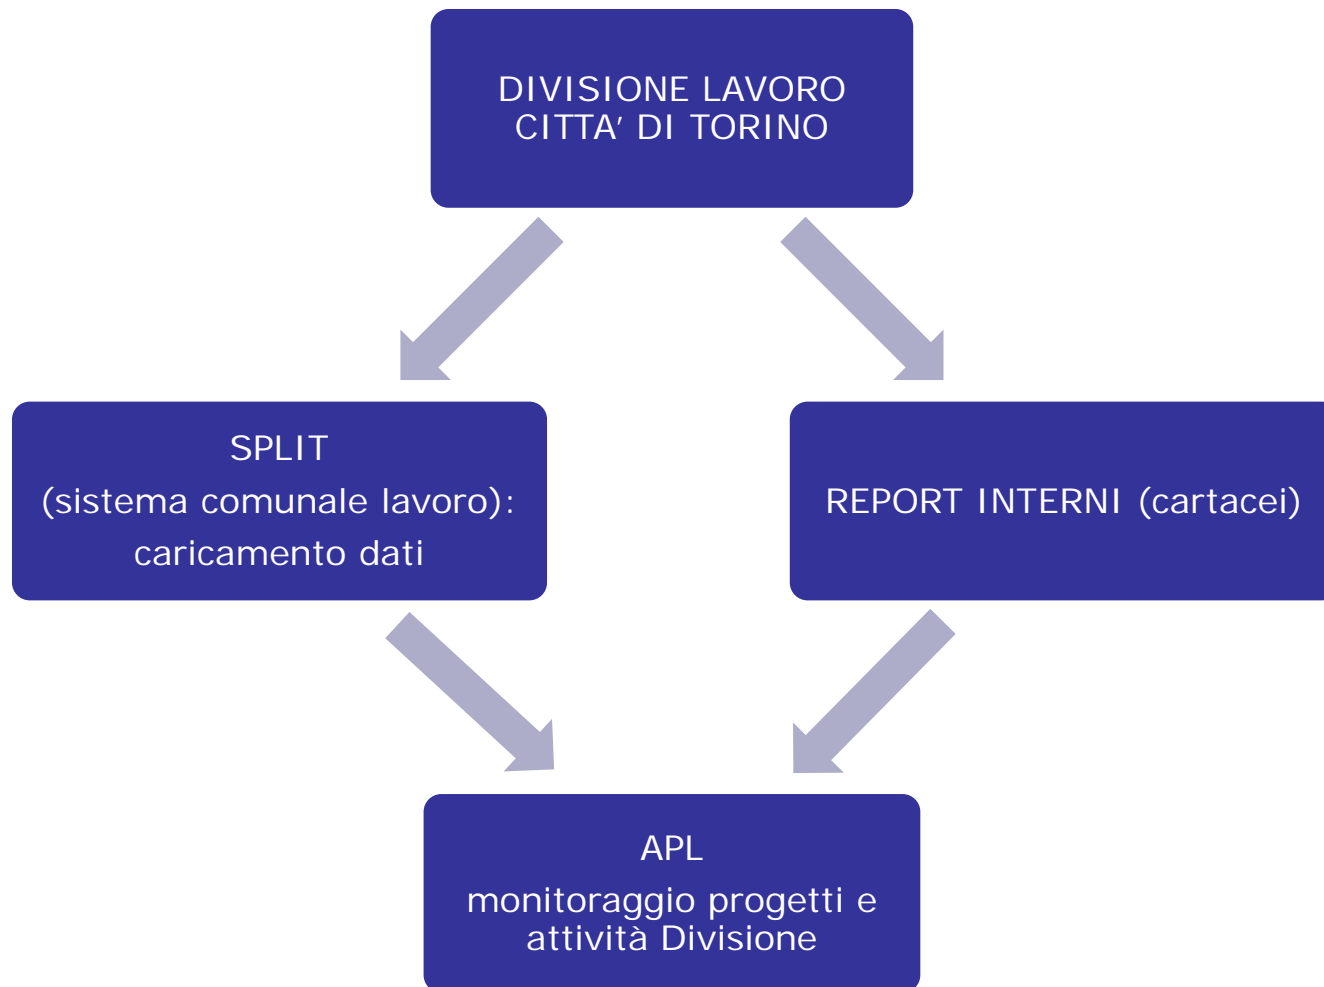 DIVISIONE LAVORO
CITTA' DI TORINO
SPLIT
(sistema comunale lavoro):
caricamento dati
REPORT INTERNI (cartacei)
APL
monitoraggio progetti e
attività Divisione